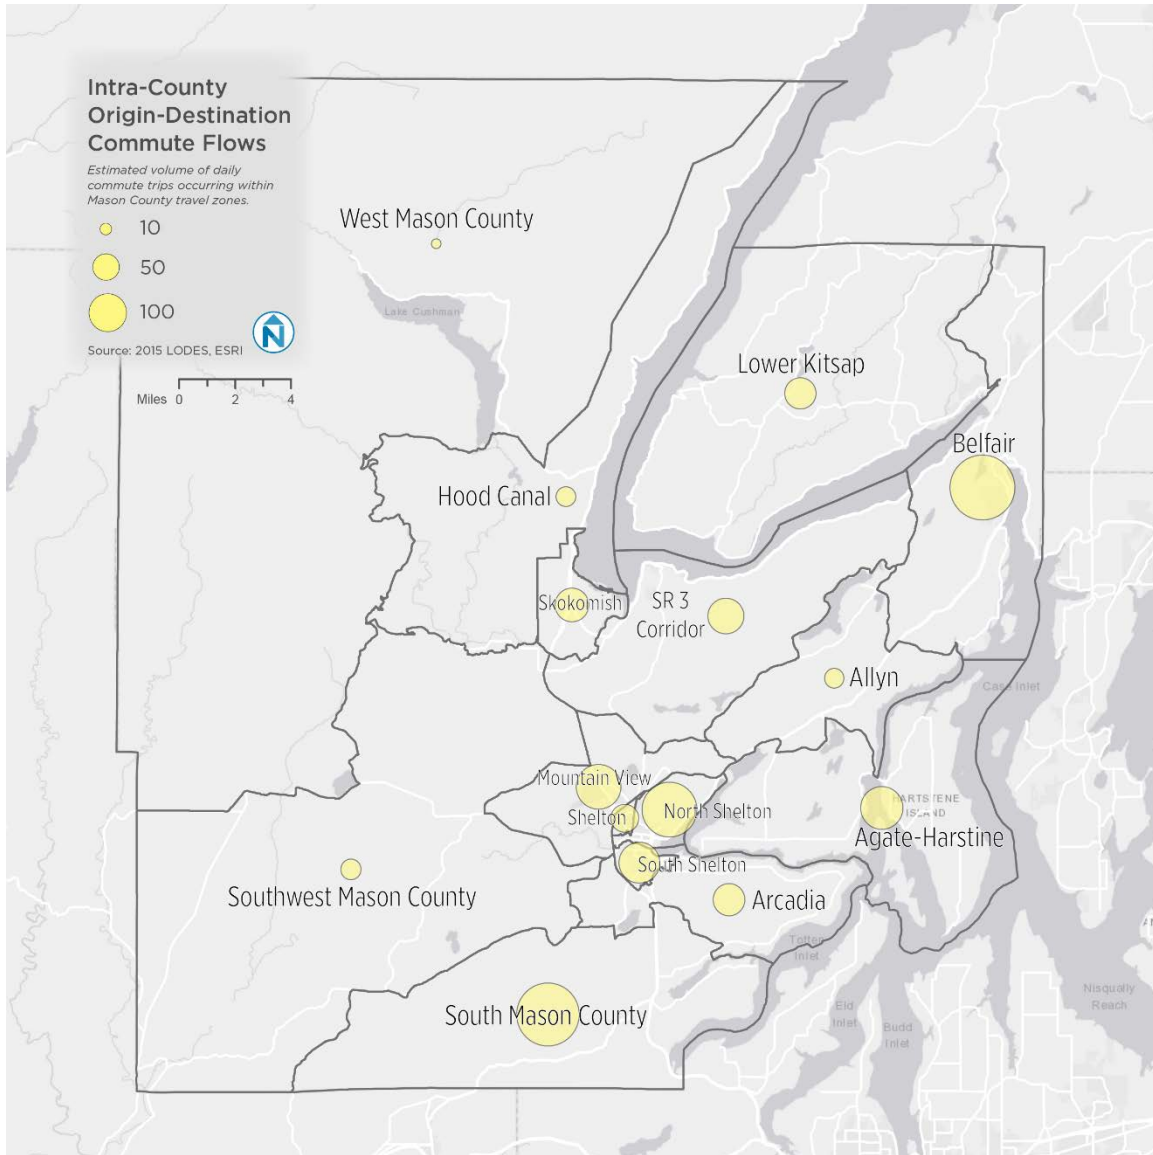 Intra-County
Origin-Destination
Commute Flows
Estimated volume of daily
commute trips occurring within
Mason County travel zones.
10
50
100
N
Source: 2015 LODES, ESRI
Miles 0 2 4
West Mason County
Lake Cushman
Lower Kitsap
Belfair
Hood Canal
Skokomish
SR 3
Corridor
Allyn
Case Inlet
Mountain View
Shelton
North Shelton
HARTSTENE
ISLAND
Agate-Harstine
South Shelton
Southwest Mason County
Arcadia
Totten
Inlet
South Mason County
Eld
Inlet
Budd
Inlet
Nisqually
Reach